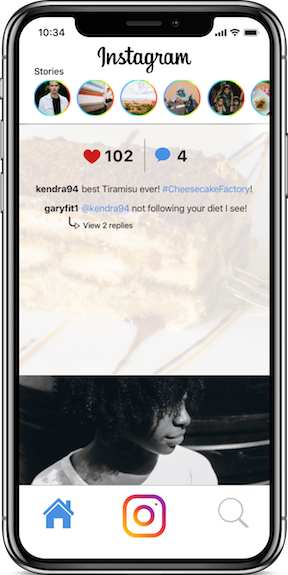 10:34
Instagram
Stories
102 4
kendra94 best Tiramisu ever! #CheesecakeFactory!
garyfit1 @kendra94 not following your diet I see!
View 2 replies